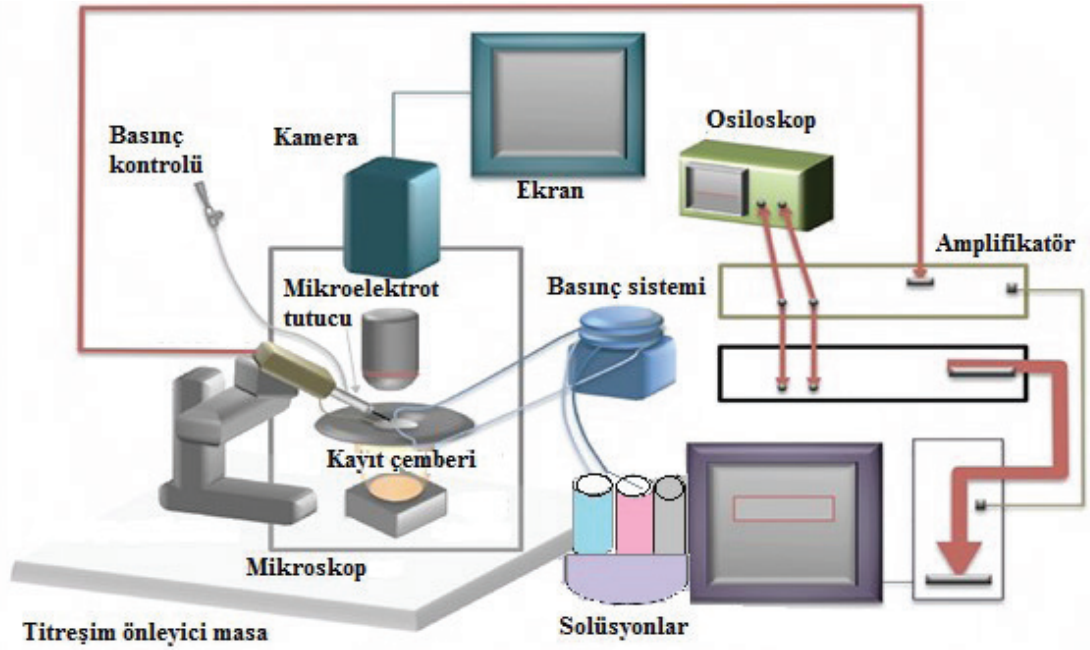 Basınç
kontrolü
Kamera
Ekran
Osiloskop
Amplifikatör
Mikroelektrot
tutucu
Basınç sistemi
Kayıt çemberi
Mikroskop
Solüsyonlar
Titreşim önleyici masa